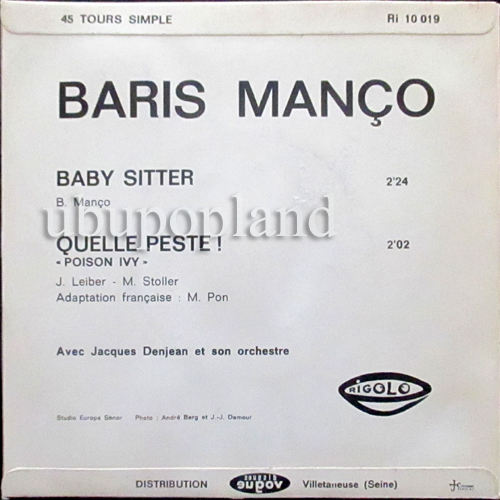 45 TOURS SIMPLE Ri 10 019
BARIS MANÇO
BABY SITTER 2'24
B. Manço
ubupopland
QUELLE PESTE ! 2'02
« POISON IVY »
J. Leiber - M. Stoller
Adaptation française : M. Pon
Avec Jacques Denjean et son orchestre
RiGOLO
Studio Europa Sonor Photo : André Berg et J.-J. Damour
DISTRIBUTION DISQUES vogue Villetaneuse (Seine)